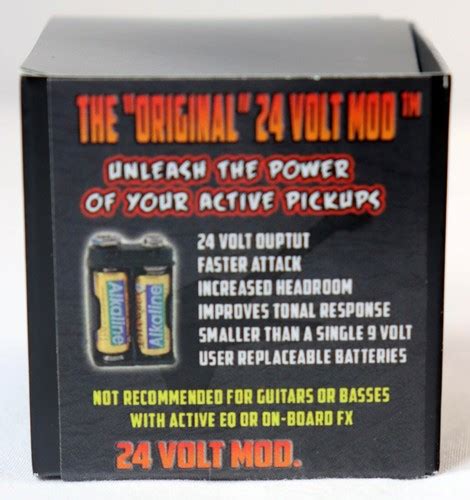 THE "ORIGINAL" 24 VOLT MOD ™
UNLEASH THE POWER
OF YOUR ACTIVE PICKUPS
24 VOLT OUPTUT
FASTER ATTACK
INCREASED HEADROOM
IMPROVES TONAL RESPONSE
SMALLER THAN A SINGLE 9 VOLT
USER REPLACEABLE BATTERIES
Alkaline
Alkaline
NOT RECOMMENDED FOR GUITARS OR BASSES
WITH ACTIVE EQ OR ON-BOARD FX
24 VOLT MOD.